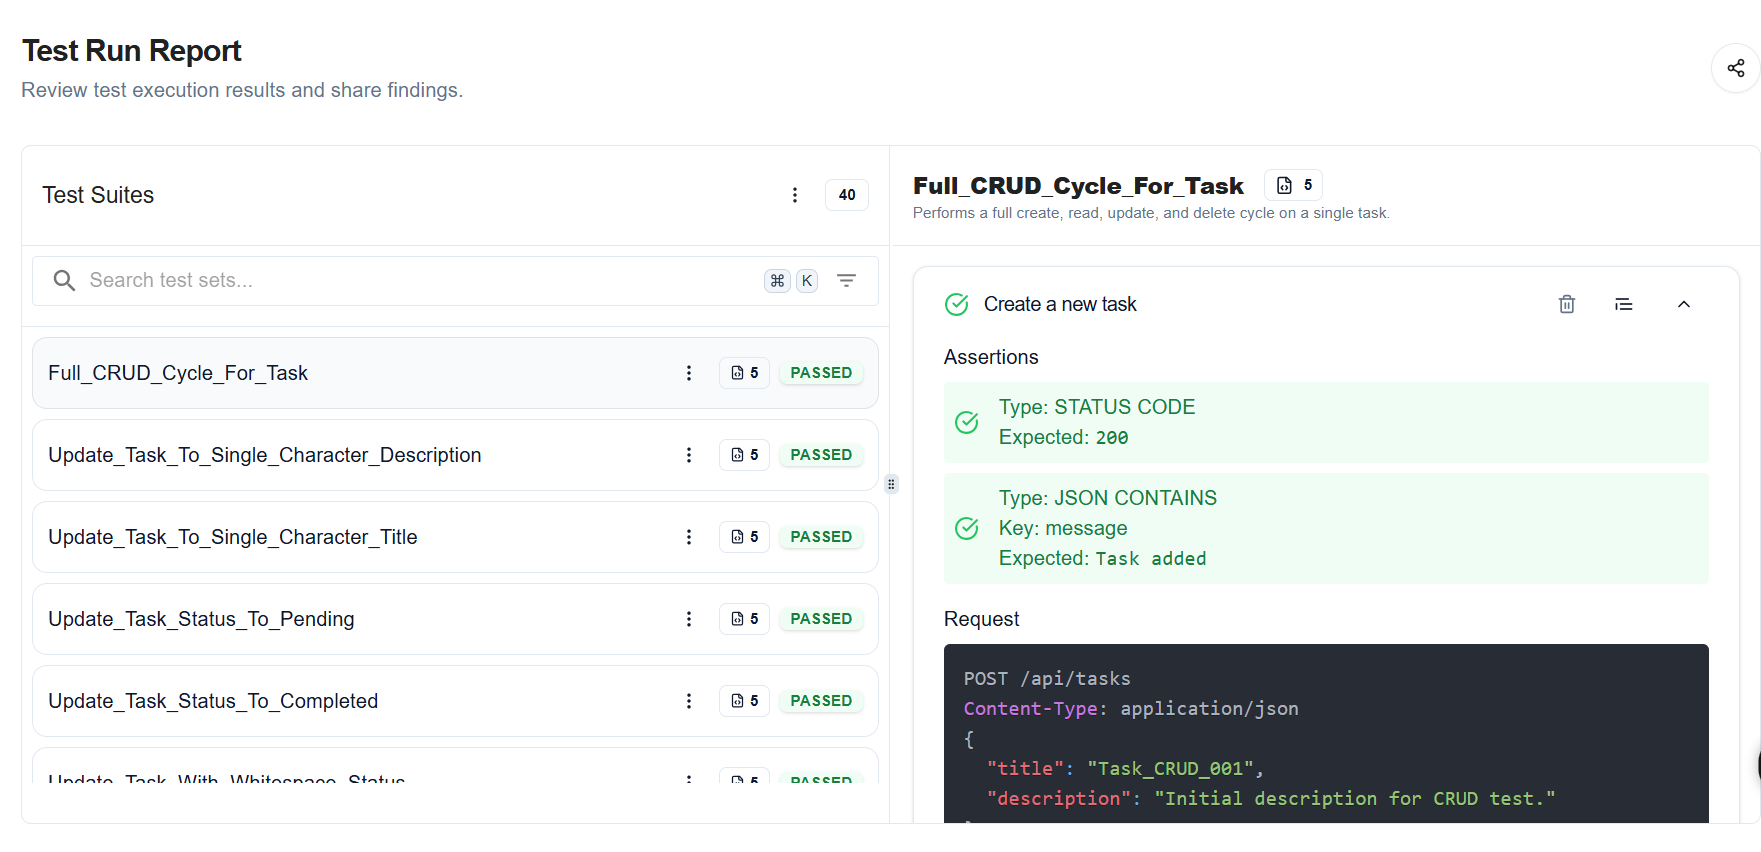 Test Run Report
Review test execution results and share findings.
Test Suites
40
Search test sets...
⌘ K
Full_CRUD_Cycle_For_Task 5 PASSED
Update_Task_To_Single_Character_Description 5 PASSED
Update_Task_To_Single_Character_Title 5 PASSED
Update_Task_Status_To_Pending 5 PASSED
Update_Task_Status_To_Completed 5 PASSED
Update_Task_With_Whitespace_Status 5 PASSED
Full_CRUD_Cycle_For_Task 5
Performs a full create, read, update, and delete cycle on a single task.
Create a new task
Assertions
Type: STATUS CODE
Expected: 200
Type: JSON CONTAINS
Key: message
Expected: Task added
Request
POST /api/tasks
Content-Type: application/json
{
"title": "Task_CRUD_001",
"description": "Initial description for CRUD test."